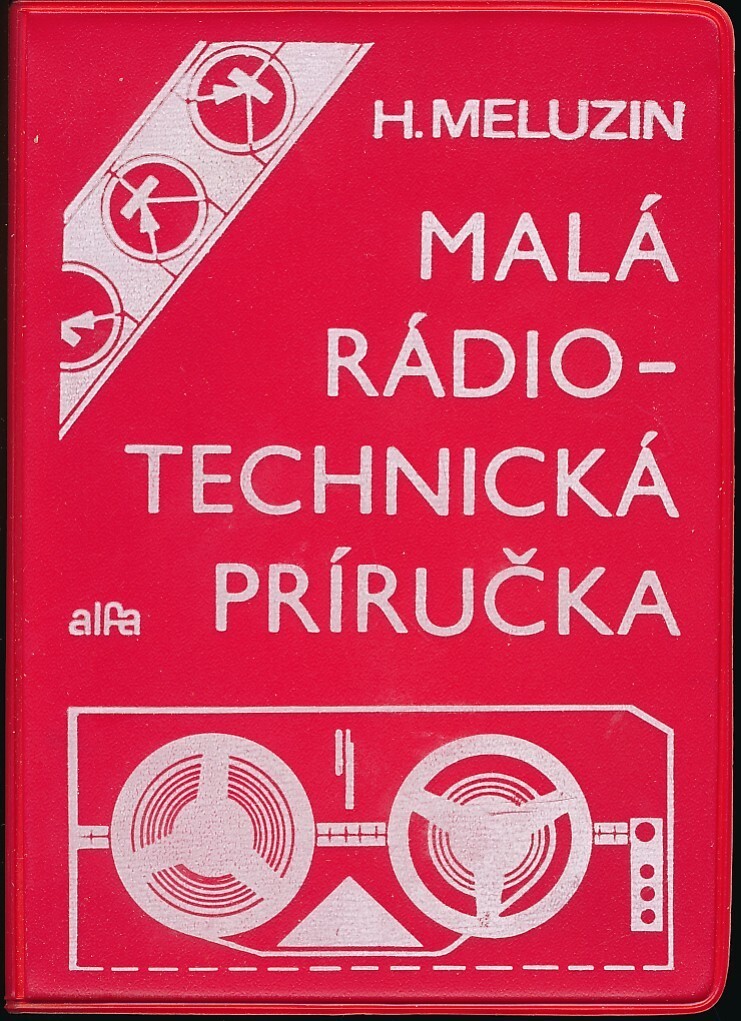 H. MELUZIN
MALÁ
RÁDIO-
TECHNICKÁ
PRÍRUČKA
alfa